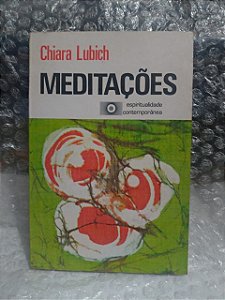 Chiara Lubich
MEDITAÇÕES
espiritualidade
contemporânea